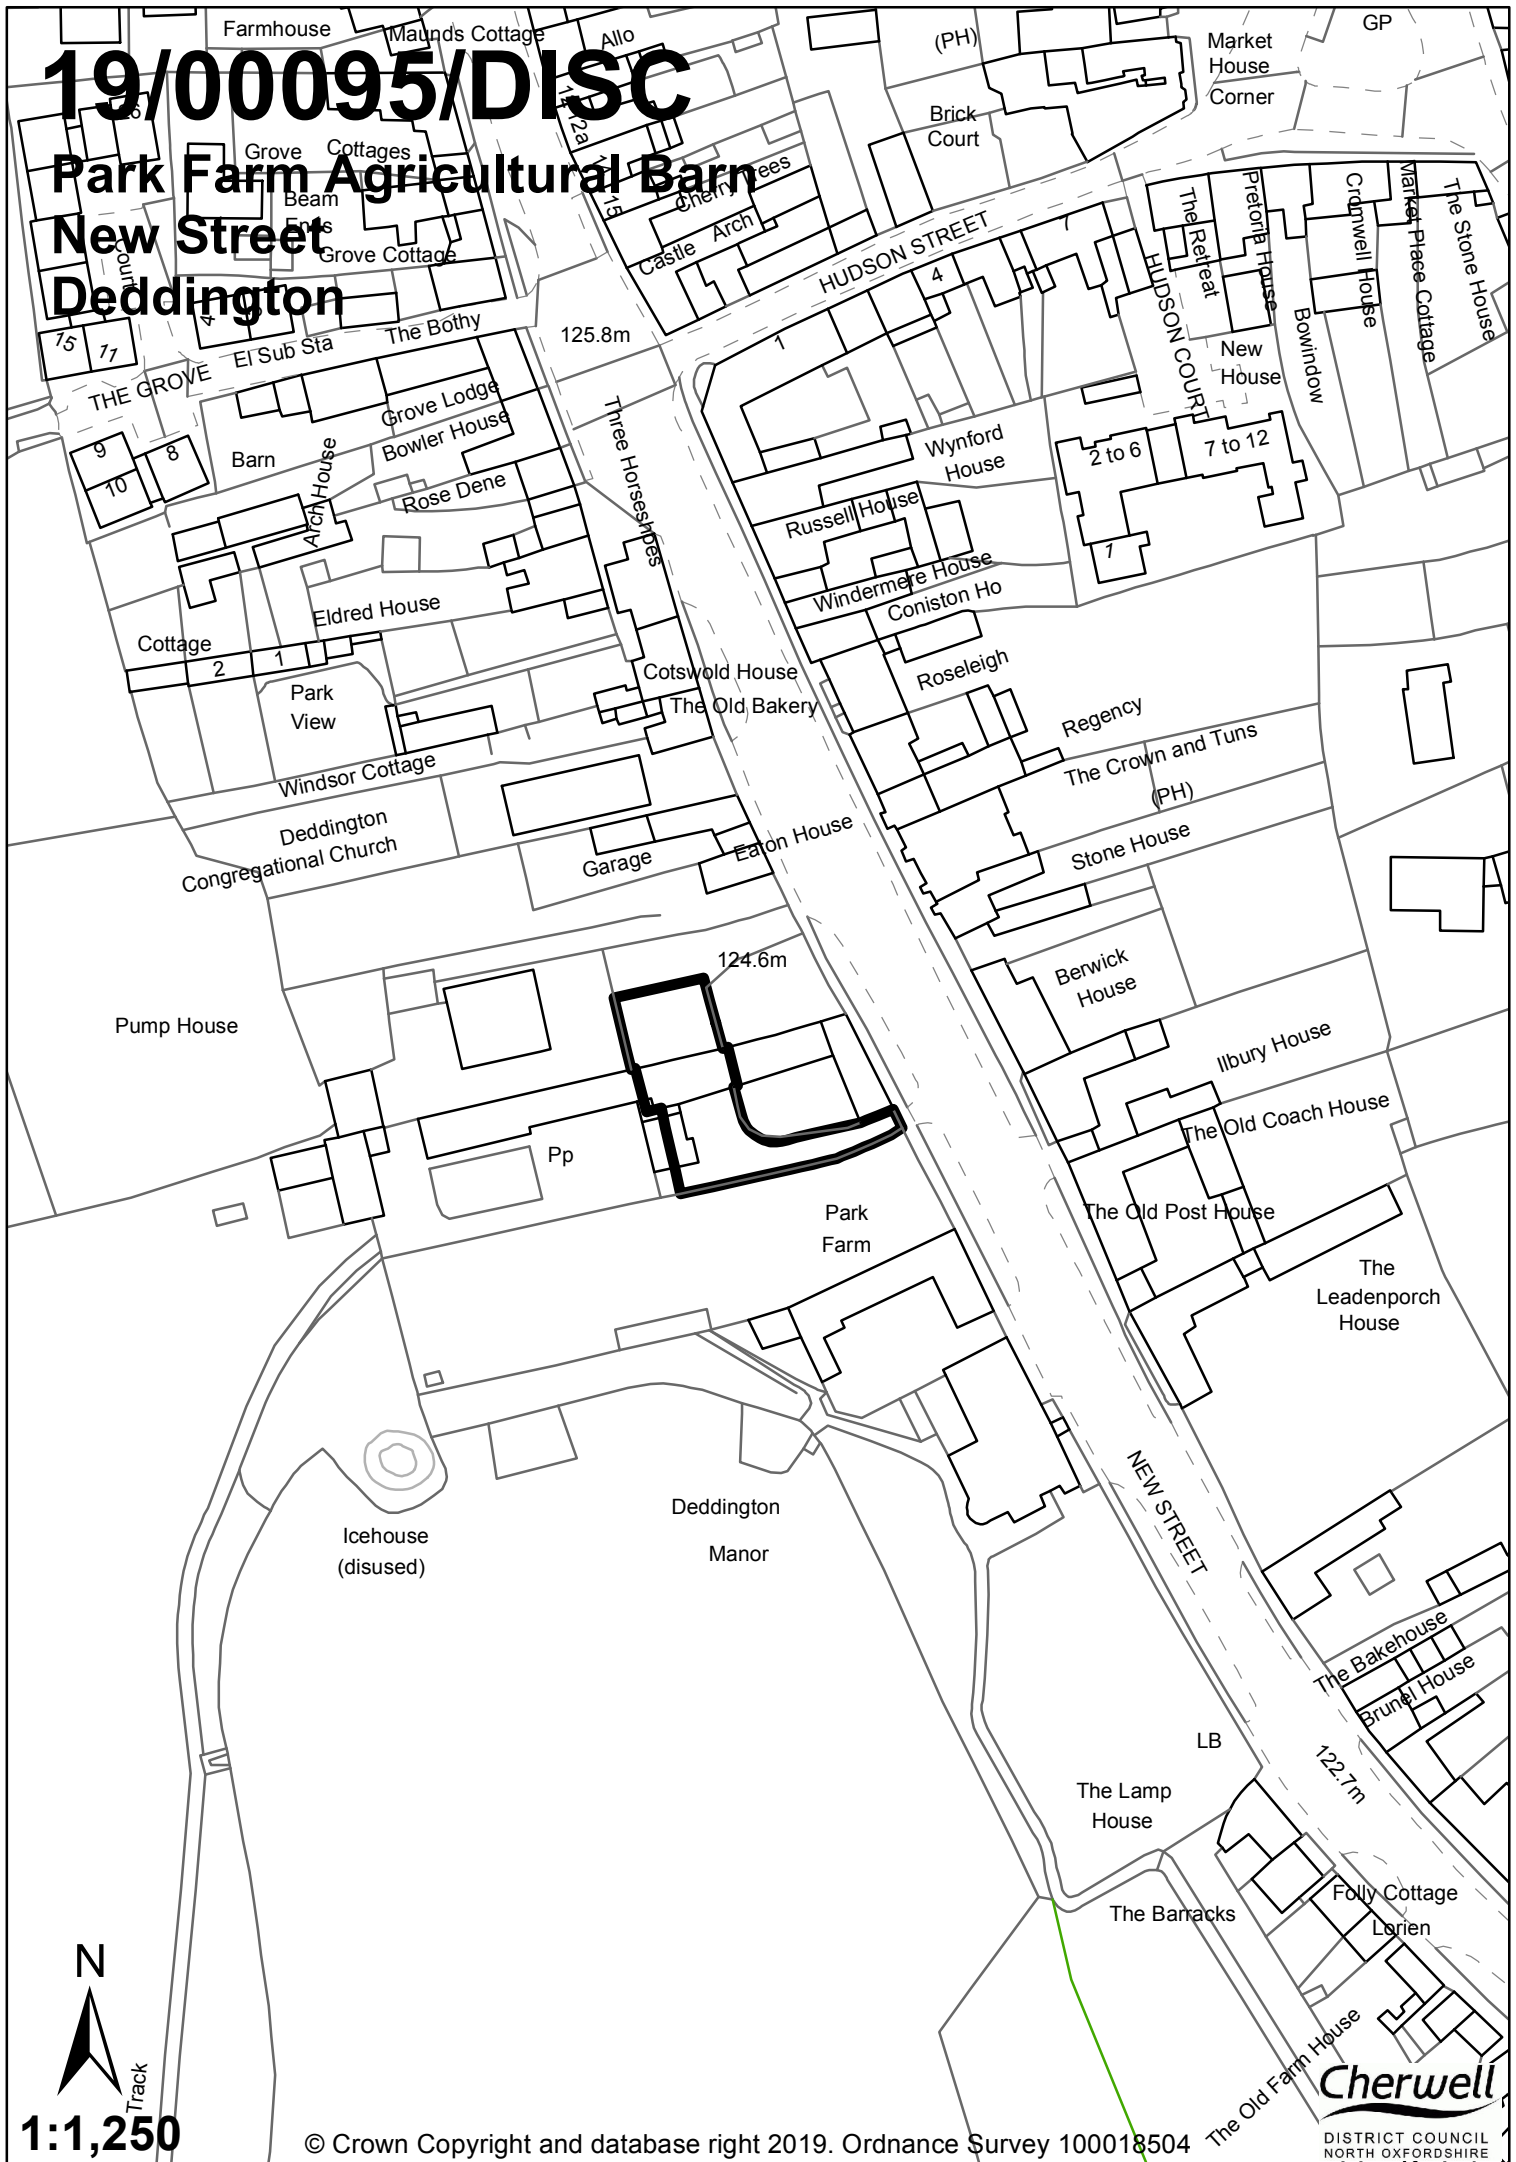 19/00095/DISC
Park Farm Agricultural Barn
New Street
Deddington
Farmhouse
Maunds Cottage
Allo
(PH)
Market
House
Corner
GP
Brick
Court
12
12a
14
15
Cherry Trees
Castle Arch
Grove Cottages
Beam
Ends
Grove Cottage
Court
4
15
11
El Sub Sta
The Bothy
THE GROVE
125.8m
HUDSON STREET
1
4
7
The Retreat
Pretoria House
Cromwell House
Market Place Cottage
The Stone House
HUDSON COURT
New
House
Bowindow
9
10
8
Barn
Grove Lodge
Bowler House
Arch House
Rose Dene
Three Horseshoes
Wynford
House
2 to 6
7 to 12
1
Russell House
Windermere House
Coniston Ho
Eldred House
Cottage
2
1
Park
View
Cotswold House
The Old Bakery
Roseleigh
Regency
The Crown and Tuns
(PH)
Windsor Cottage
Deddington
Congregational Church
Garage
Eaton House
Stone House
124.6m
Berwick
House
Pump House
Ilbury House
The Old Coach House
Pp
Park
Farm
The Old Post House
The
Leadenporch
House
Icehouse
(disused)
Deddington
Manor
NEW STREET
The Bakehouse
Brunel House
LB
122.7m
The Lamp
House
The Barracks
Folly Cottage
Lorien
The Old Farm House
N
Track
1:1,250
© Crown Copyright and database right 2019. Ordnance Survey 100018504
Cherwell
DISTRICT COUNCIL
NORTH OXFORDSHIRE